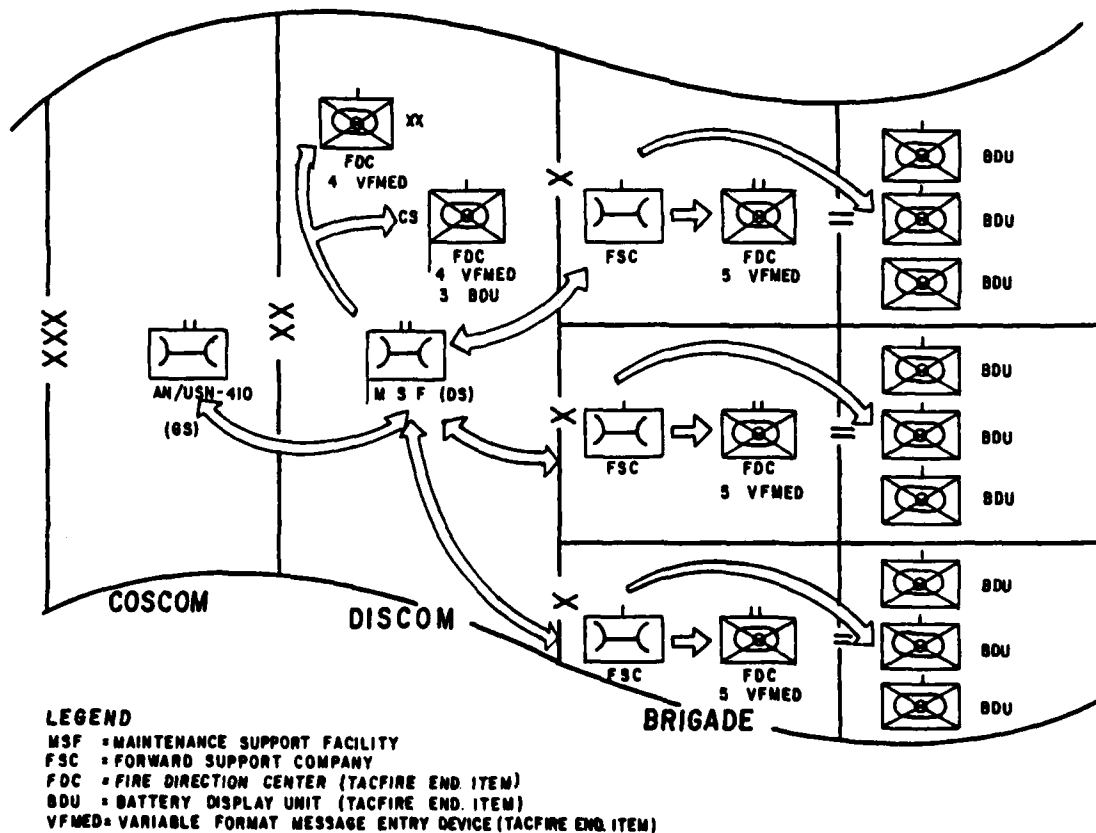 XX
FDC
4 VFMED
CS
FDC
4 VFMED
3 BDU
XXX
XX
AN/USN-410
(GS)
M S F (DS)
X
FSC
FDC
5 VFMED
BDU
BDU
BDU
X
FSC
FDC
5 VFMED
BDU
BDU
BDU
X
FSC
FDC
5 VFMED
BDU
BDU
BDU
COSCOM
DISCOM
BRIGADE
LEGEND
MSF = MAINTENANCE SUPPORT FACILITY
FSC = FORWARD SUPPORT COMPANY
FDC = FIRE DIRECTION CENTER (TACFIRE END. ITEM)
BDU = BATTERY DISPLAY UNIT (TACFIRE END. ITEM)
VFMED= VARIABLE FORMAT MESSAGE ENTRY DEVICE (TACFIRE END. ITEM)